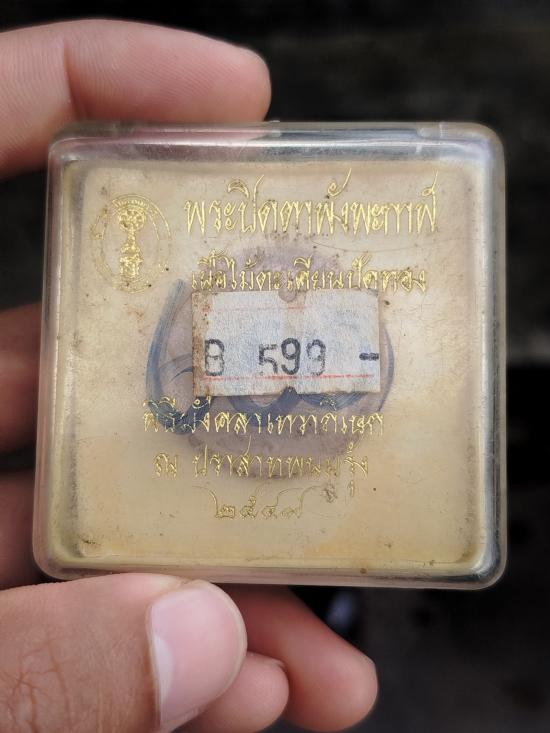 พระปิดตาพังพะกาฬ
เนื้อไม้ตะเคียนปิดทอง
B 599 -
พิธีมังคลาเทวาภิเษก
ณ ปราสาทพนมรุ้ง
๒๕๔๗